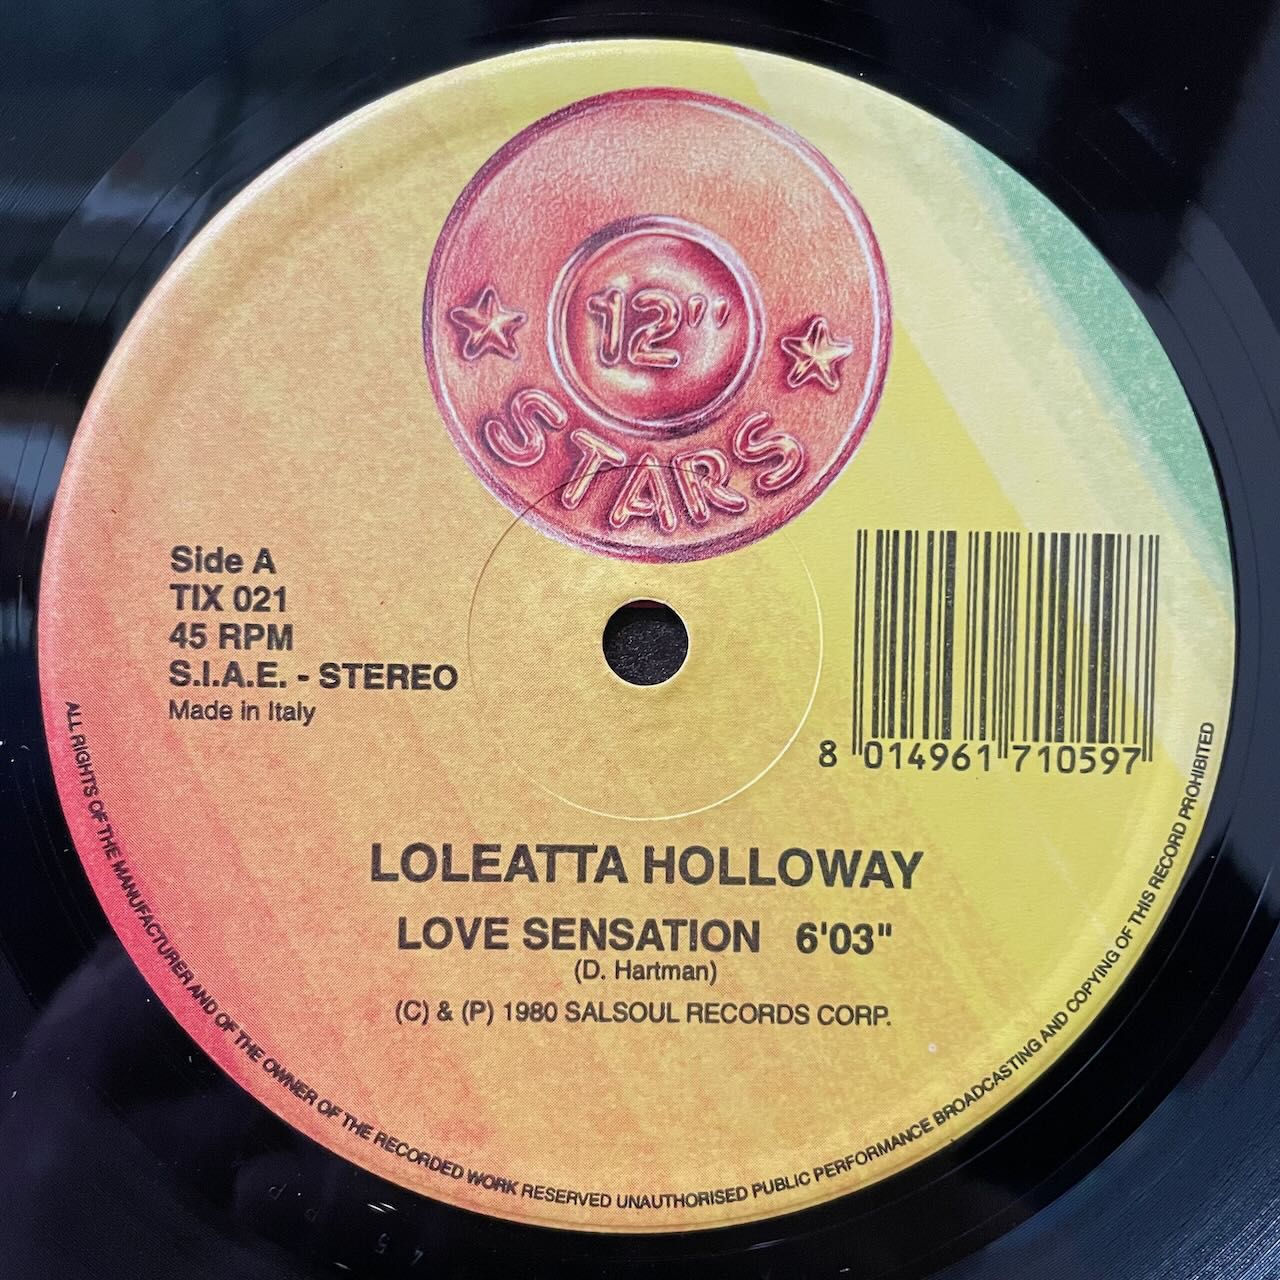 12"
STARS
Side A
TIX 021
45 RPM
S.I.A.E. - STEREO
Made in Italy
8 014961 710597
LOLEATTA HOLLOWAY
LOVE SENSATION 6'03"
(D. Hartman)
(C) & (P) 1980 SALSOUL RECORDS CORP.
ALL RIGHTS OF THE MANUFACTURER AND OF THE OWNER OF THE RECORDED WORK RESERVED UNAUTHORISED PUBLIC PERFORMANCE BROADCASTING AND COPYING OF THIS RECORD PROHIBITED